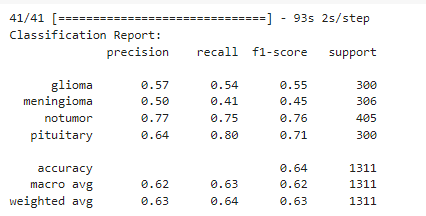 41/41 [==============================] - 93s 2s/step
Classification Report:
precision recall f1-score support
glioma 0.57 0.54 0.55 300
meningioma 0.50 0.41 0.45 306
notumor 0.77 0.75 0.76 405
pituitary 0.64 0.80 0.71 300
accuracy 0.64 1311
macro avg 0.62 0.63 0.62 1311
weighted avg 0.63 0.64 0.63 1311